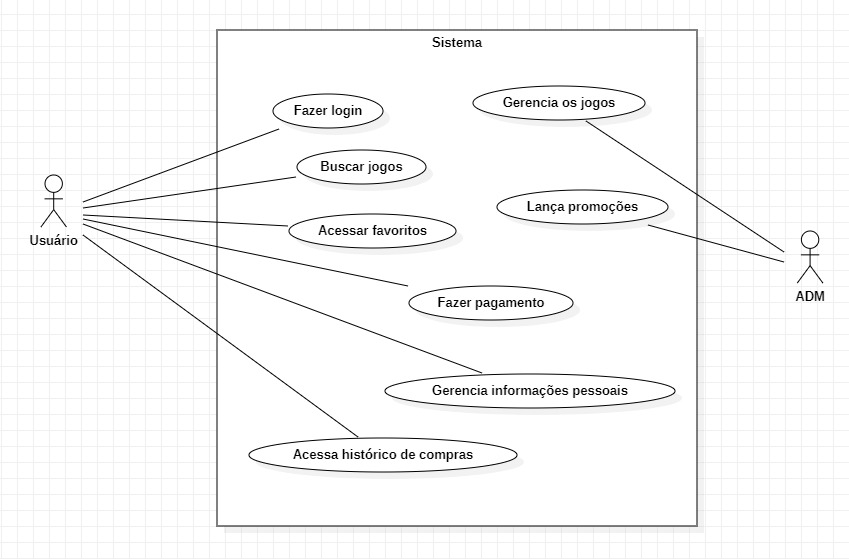 Sistema
Fazer login
Gerencia os jogos
Buscar jogos
Lança promoções
Acessar favoritos
Usuário
ADM
Fazer pagamento
Gerencia informações pessoais
Acessa histórico de compras